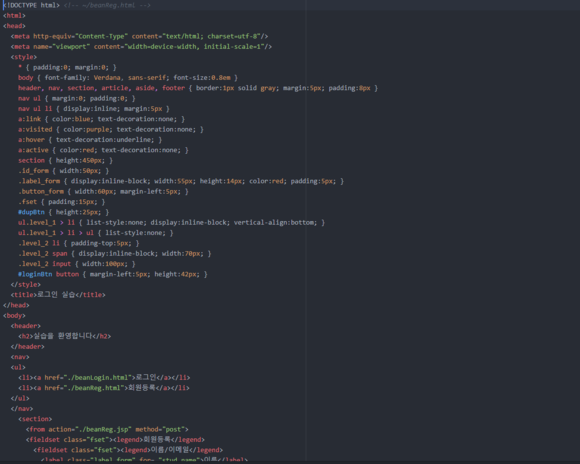 <!DOCTYPE html> <!-- ~/beanReg.html -->
<html>
<head>
<meta http-equiv="Content-Type" content="text/html; charset=utf-8"/>
<meta name="viewport" content="width=device-width, initial-scale=1"/>
<style>
* { padding:0; margin:0; }
body { font-family: Verdana, sans-serif; font-size:0.8em }
header, nav, section, article, aside, footer { border:1px solid gray; margin:5px; padding:8px }
nav ul { margin:0; padding:0; }
nav ul li { display:inline; margin:5px }
a:link { color:blue; text-decoration:none; }
a:visited { color:purple; text-decoration:none; }
a:hover { text-decoration:underline; }
a:active { color:red; text-decoration:none; }
section { height:450px; }
.id_form { width:50px; }
.label_form { display:inline-block; width:55px; height:14px; color:red; padding:5px; }
.button_form { width:60px; margin-left:5px; }
.fset { padding:15px; }
#dupBtn { height:25px; }
ul.level_1 > li { list-style:none; display:inline-block; vertical-align:bottom; }
ul.level_1 > li > ul { list-style:none; }
.level_2 li { padding-top:5px; }
.level_2 span { display:inline-block; width:70px; }
.level_2 input { width:100px; }
#loginBtn button { margin-left:5px; height:42px; }
</style>
<title>로그인 실습</title>
</head>
<body>
<header>
<h2>실습을 환영합니다</h2>
</header>
<nav>
<ul>
<li><a href="./beanLogin.html">로그인</a></li>
<li><a href="./beanReg.html">회원등록</a></li>
</ul>
</nav>
<section>
<from action="./beanReg.jsp" method="post">
<fieldset class="fset"><legend>회원등록</legend>
<fieldset class="fset"><legend>이름/이메일</legend>
<label class="label_form" for="stud_name">이름</label>